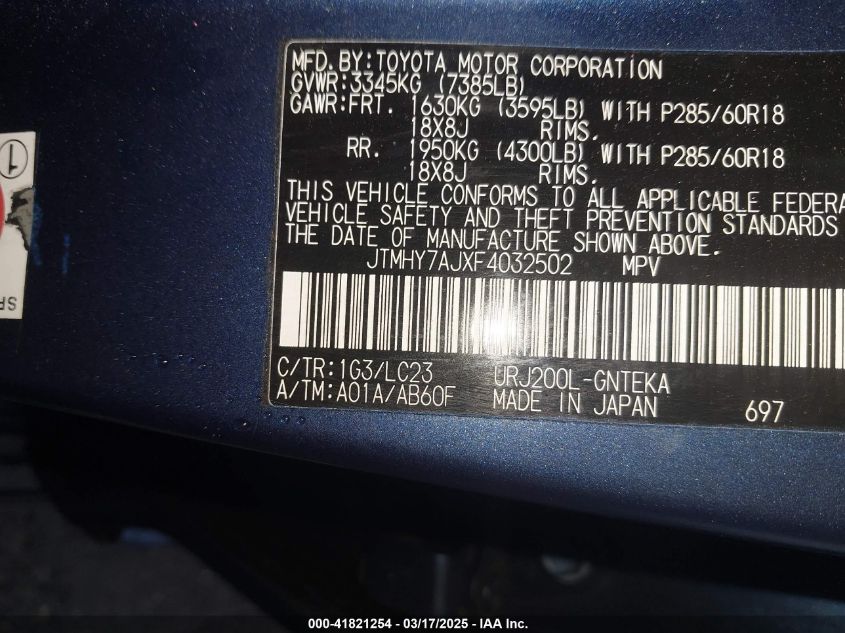 MFD.BY:TOYOTA MOTOR CORPORATION
GVWR:3345KG (7385LB)
GAWR:FRT. 1630KG (3595LB) WITH P285/60R18
18X8J RIMS.
RR. 1950KG (4300LB) WITH P285/60R18
18X8J RIMS.
THIS VEHICLE CONFORMS TO ALL APPLICABLE FEDERA
VEHICLE SAFETY AND THEFT PREVENTION STANDARDS
THE DATE OF MANUFACTURE SHOWN ABOVE.
JTMHY7AJXF4032502 MPV
C/TR:1G3/LC23 URJ200L-GNTEKA
A/TM:A01A/AB60F MADE IN JAPAN 697
1
SP
000-41821254 - 03/17/2025 - IAA Inc.